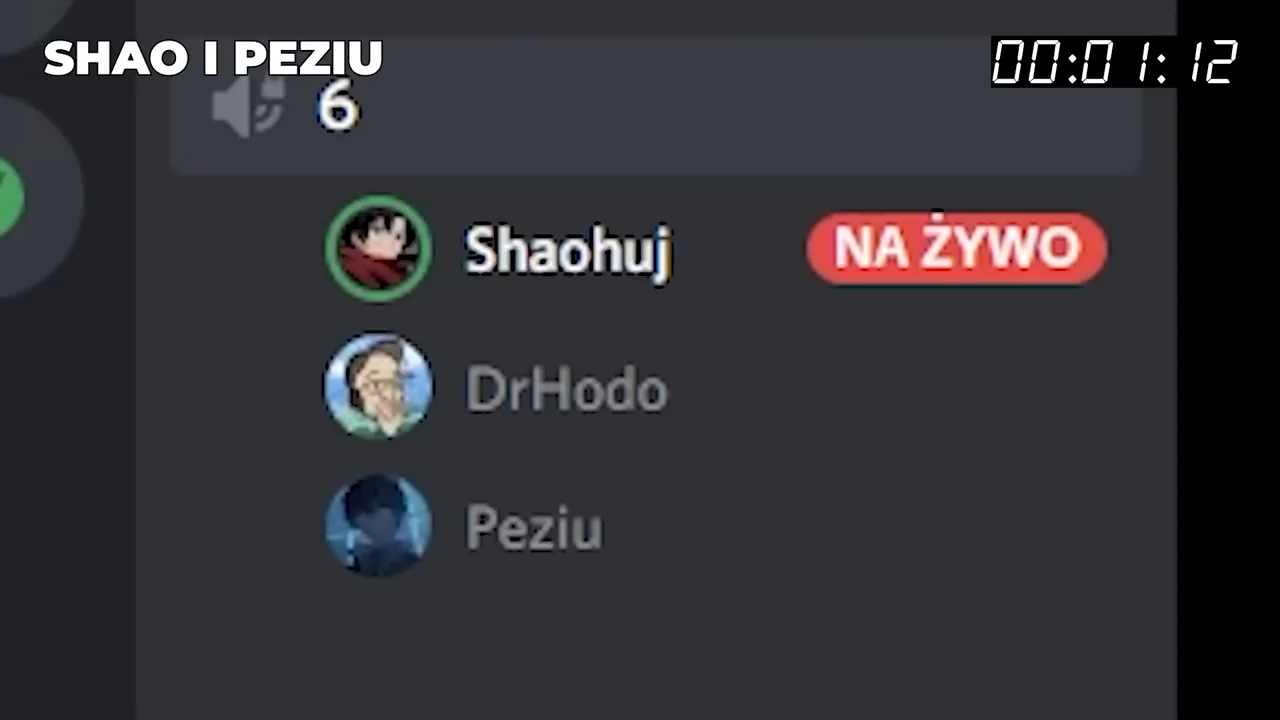 SHAO I PEZIU
00:01:12
6
Shaohuj
NA ŻYWO
DrHodo
Peziu